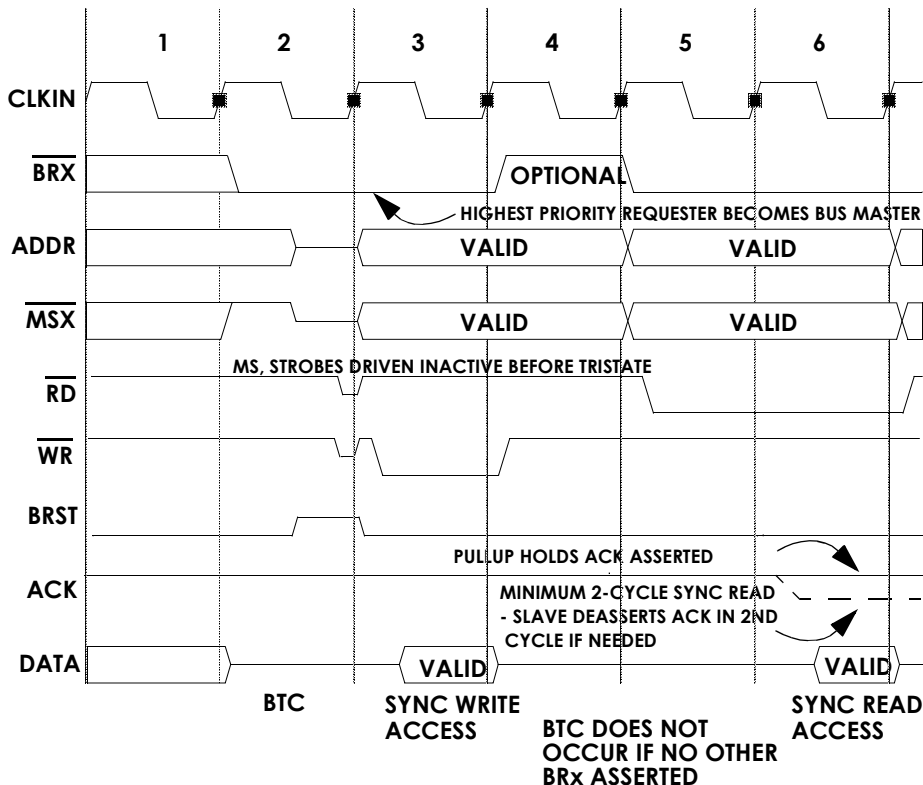 1 2 3 4 5 6
CLKIN
BRX
OPTIONAL
HIGHEST PRIORITY REQUESTER BECOMES BUS MASTER
ADDR
VALID VALID
MSX
VALID VALID
MS, STROBES DRIVEN INACTIVE BEFORE TRISTATE
RD
WR
BRST
PULLUP HOLDS ACK ASSERTED
ACK
MINIMUM 2-CYCLE SYNC READ
- SLAVE DEASSERTS ACK IN 2ND
CYCLE IF NEEDED
DATA
VALID VALID
BTC
SYNC WRITE
ACCESS
BTC DOES NOT
OCCUR IF NO OTHER
BRx ASSERTED
SYNC READ
ACCESS